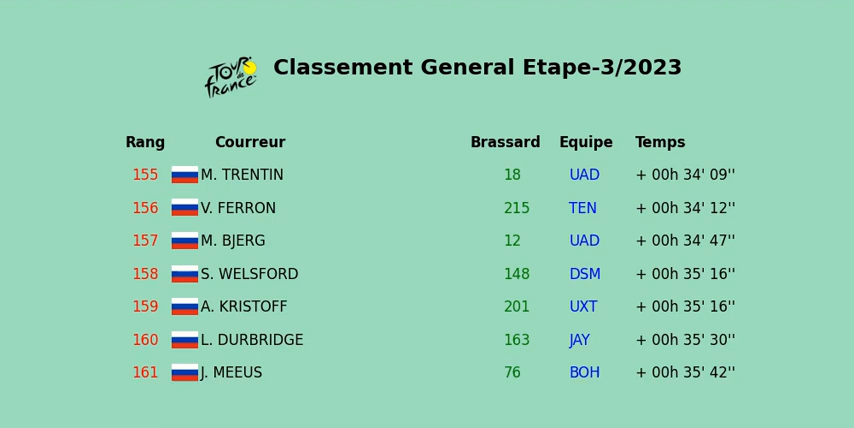 TOUR de france Classement General Etape-3/2023
Rang Courreur Brassard Equipe Temps
155 M. TRENTIN 18 UAD + 00h 34' 09''
156 V. FERRON 215 TEN + 00h 34' 12''
157 M. BJERG 12 UAD + 00h 34' 47''
158 S. WELSFORD 148 DSM + 00h 35' 16''
159 A. KRISTOFF 201 UXT + 00h 35' 16''
160 L. DURBRIDGE 163 JAY + 00h 35' 30''
161 J. MEEUS 76 BOH + 00h 35' 42''